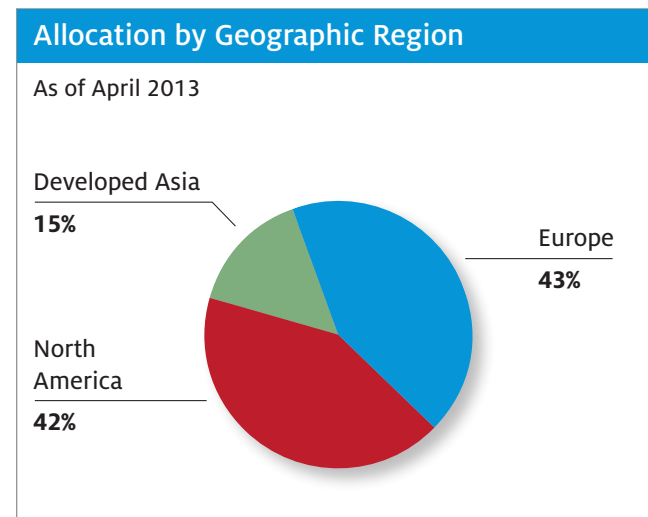 Allocation by Geographic Region
As of April 2013
Developed Asia
15%
Europe
43%
North
America
42%